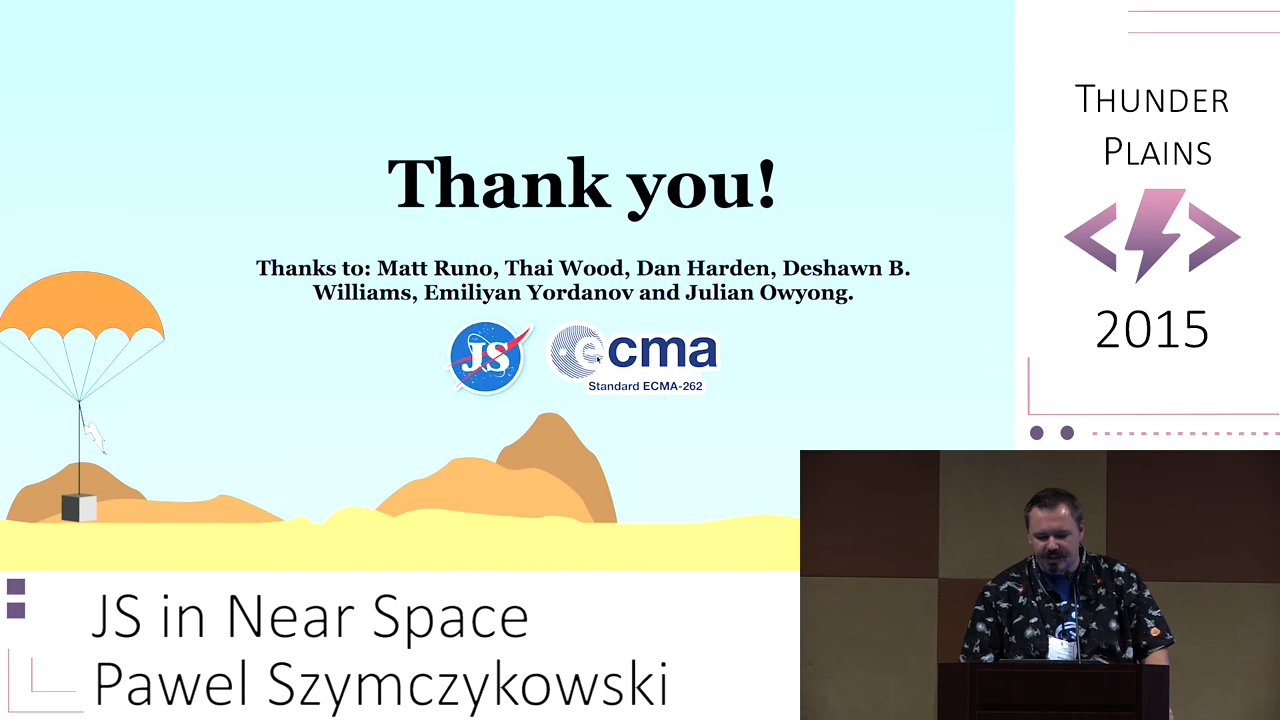 Thank you!
Thanks to: Matt Runo, Thai Wood, Dan Harden, Deshawn B.
Williams, Emiliyan Yordanov and Julian Owyong.
JS
ecma
Standard ECMA-262
THUNDER
PLAINS
2015
JS in Near Space
Pawel Szymczykowski